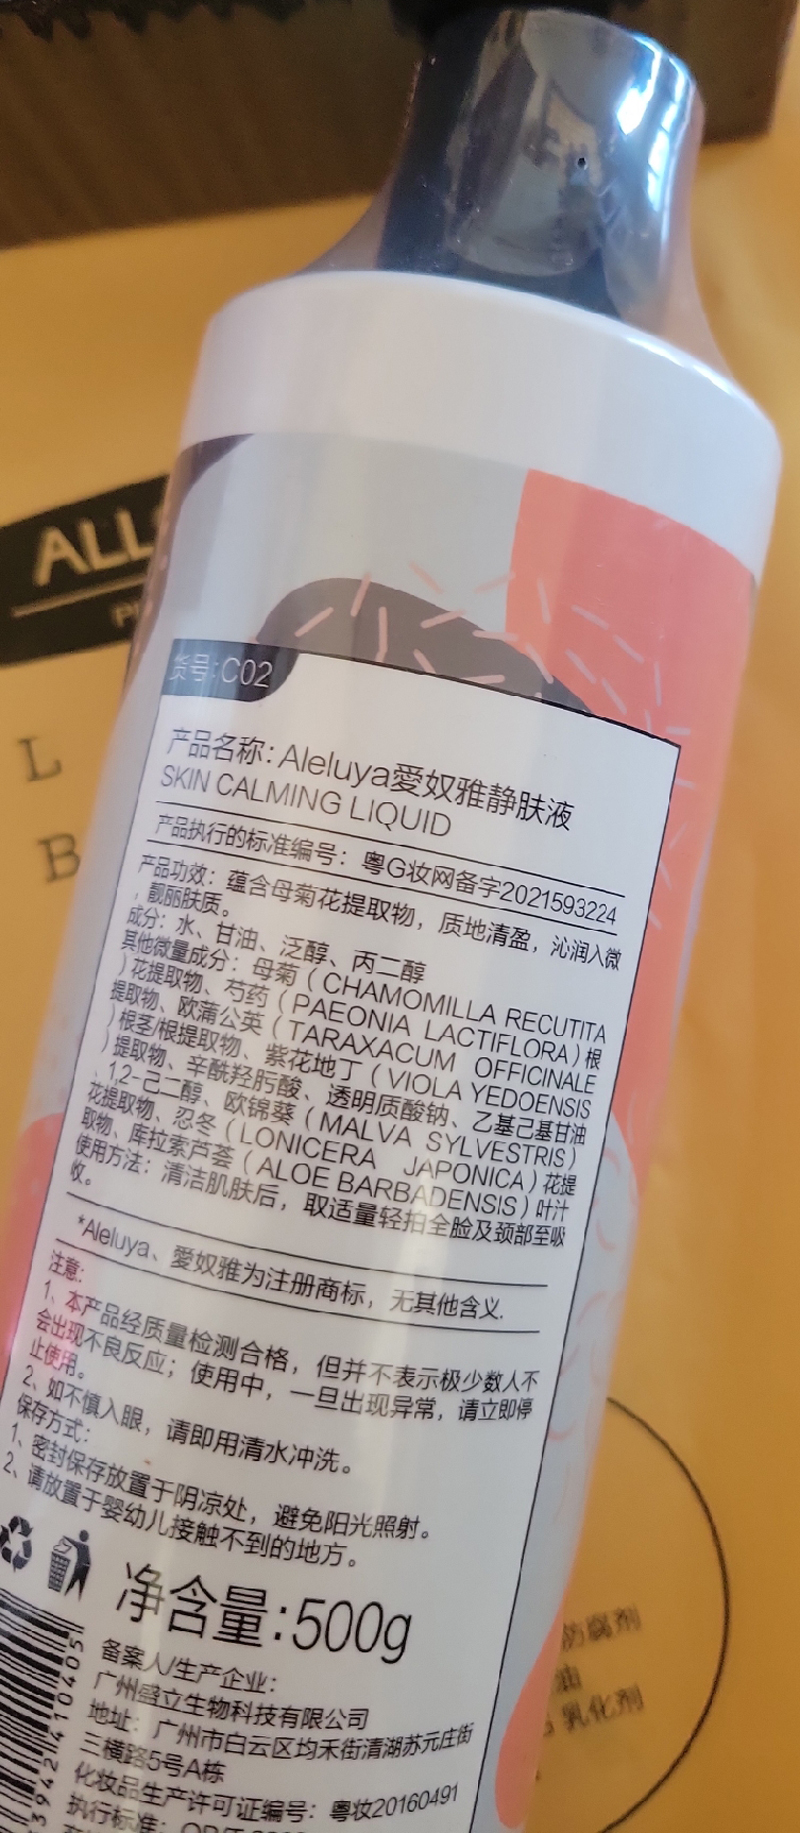 ALL
L
B
货号:C02
产品名称: Aleluya愛奴雅静肤液
SKIN CALMING LIQUID
产品执行的标准编号: 粤G妆网备字2021593224
产品功效: 蕴含母菊花提取物，质地清盈，沁润入微
，靓丽肤质。
成分: 水、甘油、泛醇、丙二醇
其他微量成分: 母菊（CHAMOMILLA RECUTITA
）花提取物、芍药（PAEONIA LACTIFLORA）根
提取物、欧蒲公英（TARAXACUM OFFICINALE
）根茎/根提取物、紫花地丁（VIOLA YEDOENSIS
）提取物、辛酰羟肟酸、透明质酸钠、乙基己基甘油
、1,2-己二醇、欧锦葵（MALVA SYLVESTRIS）
花提取物、忍冬（LONICERA JAPONICA）花提
取物、库拉索芦荟（ALOE BARBADENSIS）叶汁
使用方法: 清洁肌肤后，取适量轻拍全脸及颈部至吸
收。
*Aleluya、愛奴雅为注册商标，无其他含义.
注意:
1、本产品经质量检测合格，但并不表示极少数人不
会出现不良反应；使用中，一旦出现异常，请立即停
止使用。
2、如不慎入眼，请即用清水冲洗。
保存方式:
1、密封保存放置于阴凉处，避免阳光照射。
2、请放置于婴幼儿接触不到的地方。
净含量:500g
备案人/生产企业:
广州盛立生物科技有限公司
地址: 广州市白云区均禾街清湖苏元庄街
三横路5号A栋
化妆品生产许可证编号: 粤妆20160491
执行标准: QB/T
3942410405
防腐剂
油
乳化剂